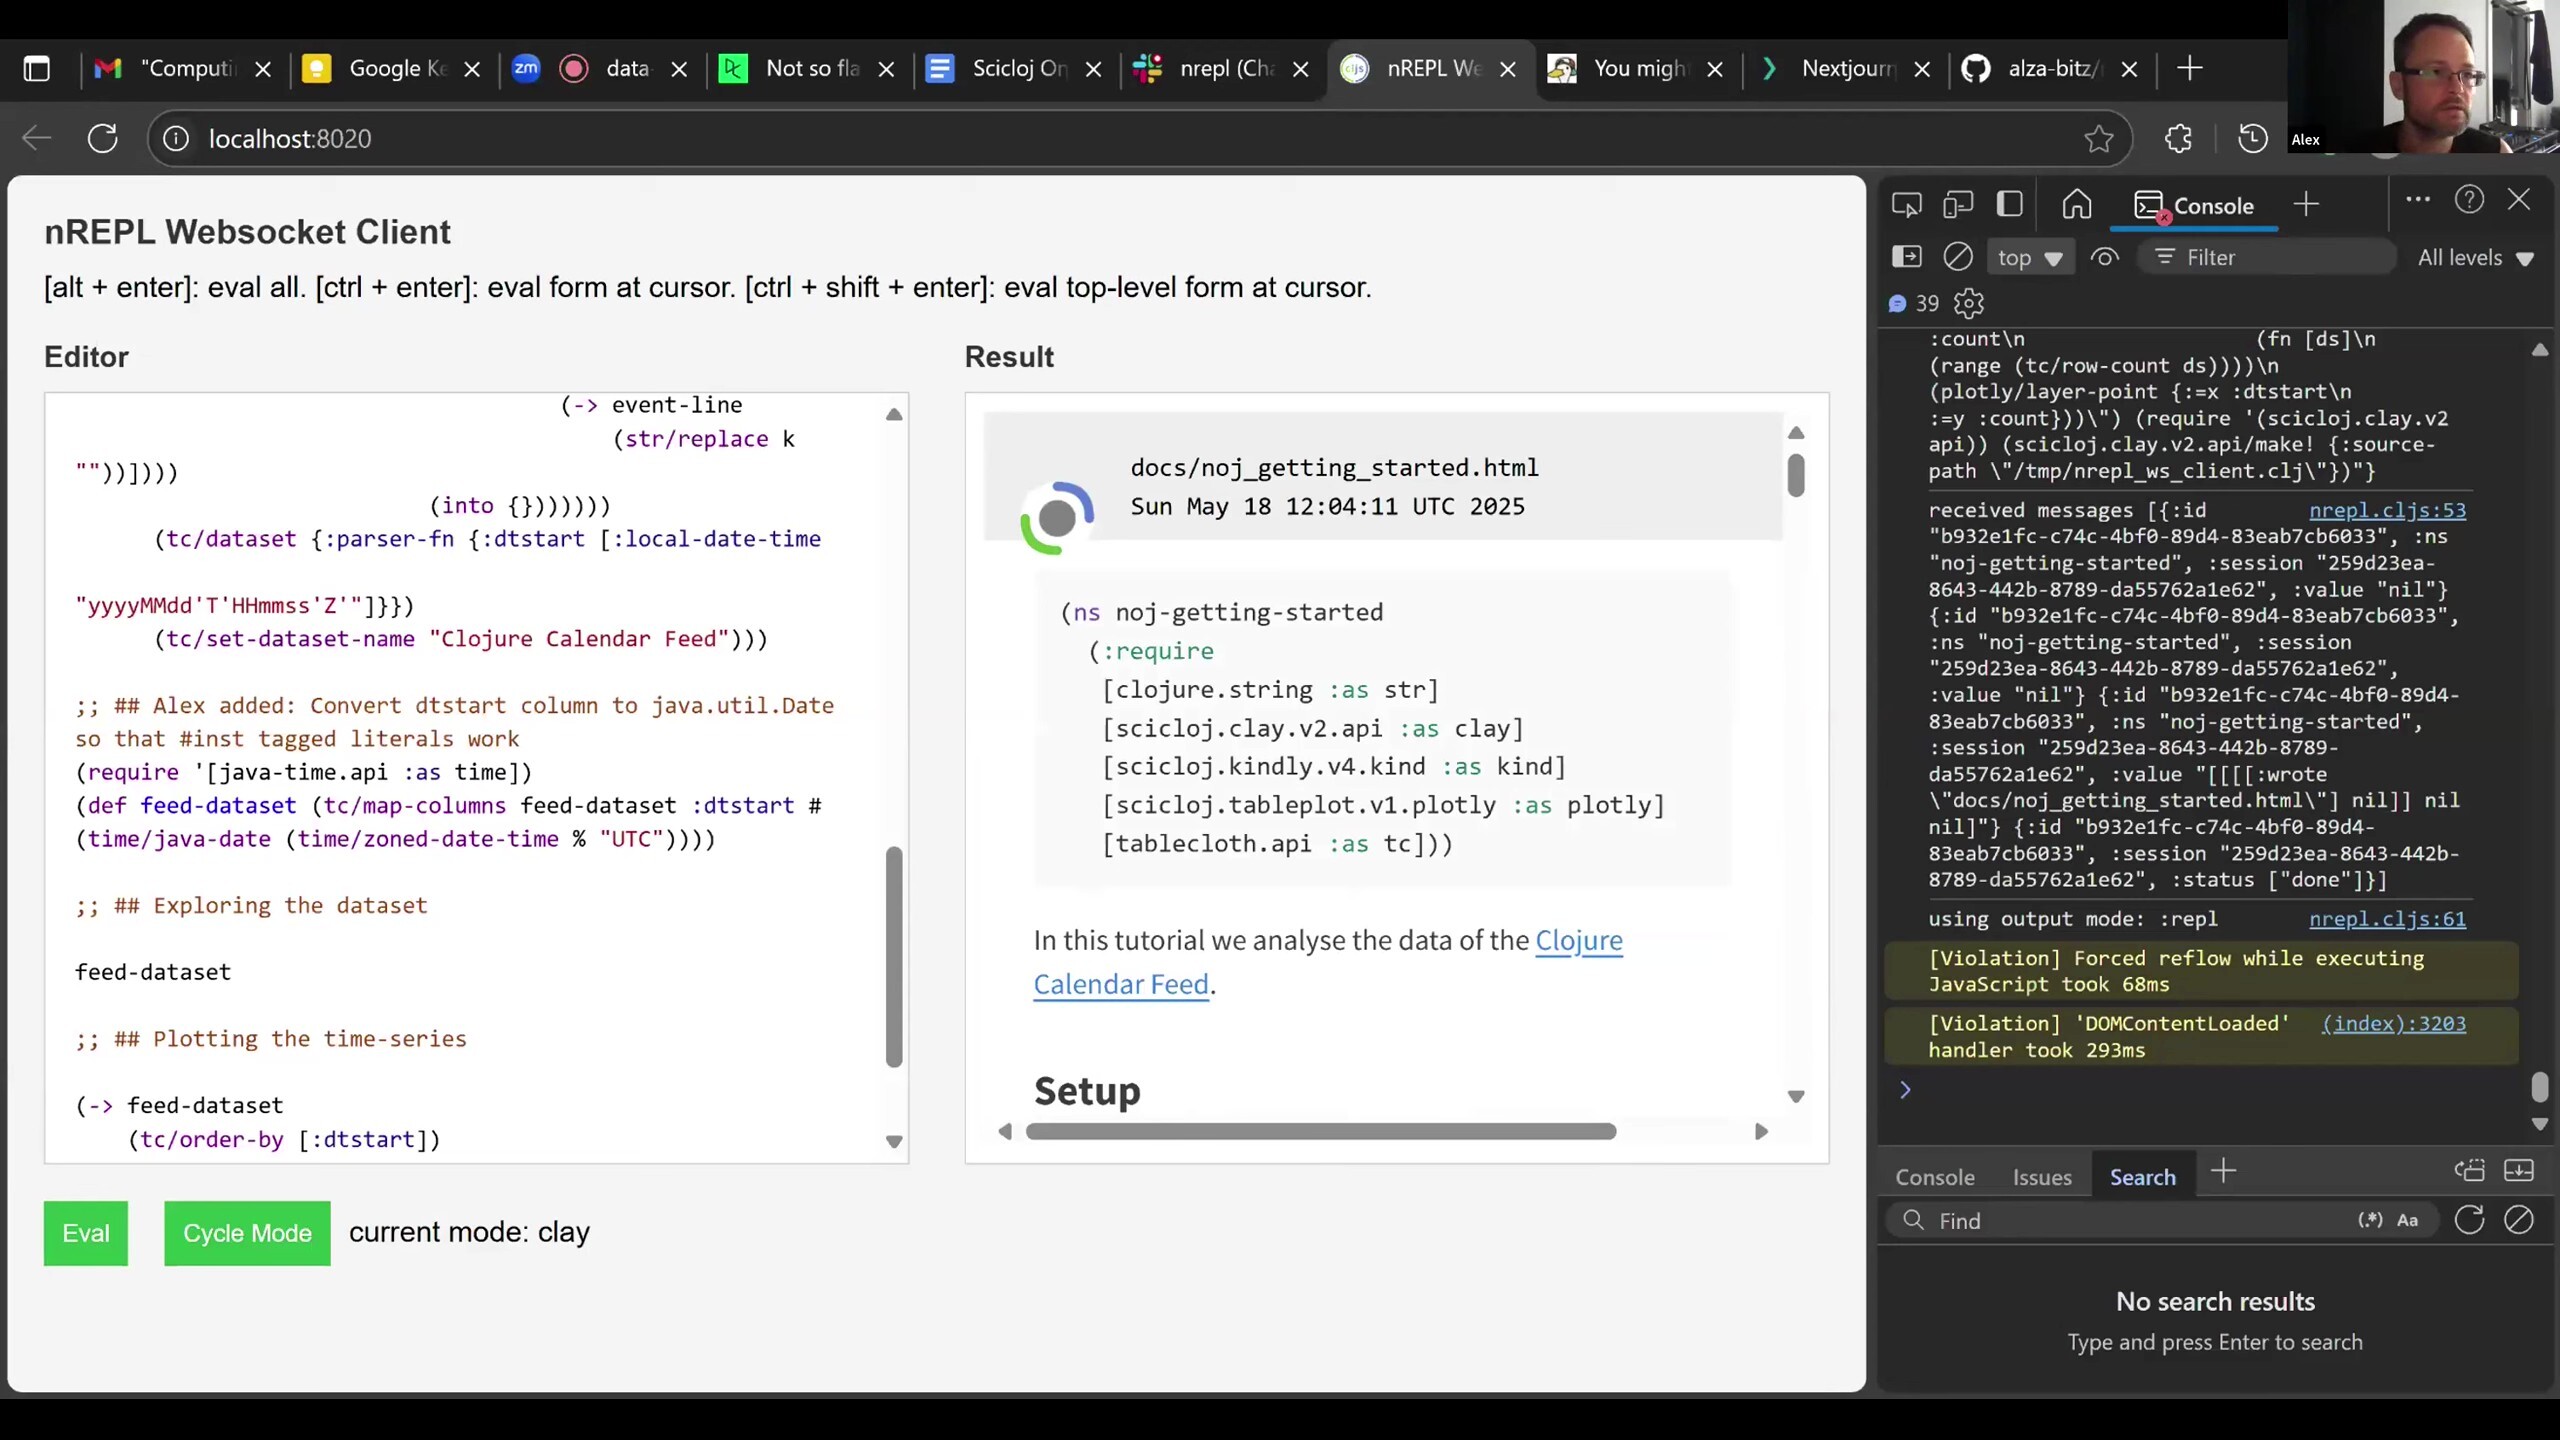 "Computi
Google Ke
zm
data
Not so fla
Scicloj On
nrepl (Cha
cljs
nREPL We
You migh
Nextjourn
alza-bitz/
localhost:8020
Alex
nREPL Websocket Client
[alt + enter]: eval all. [ctrl + enter]: eval form at cursor. [ctrl + shift + enter]: eval top-level form at cursor.
Editor
(-> event-line
(str/replace k
""))]))))
(into {})))))))
(tc/dataset {:parser-fn {:dtstart [:local-date-time
"yyyyMMdd'T'HHmmss'Z'"]}})
(tc/set-dataset-name "Clojure Calendar Feed")))
;; ## Alex added: Convert dtstart column to java.util.Date
so that #inst tagged literals work
(require '[java-time.api :as time])
(def feed-dataset (tc/map-columns feed-dataset :dtstart #
(time/java-date (time/zoned-date-time % "UTC"))))
;; ## Exploring the dataset
feed-dataset
;; ## Plotting the time-series
(-> feed-dataset
(tc/order-by [:dtstart])
Eval
Cycle Mode
current mode: clay
Result
docs/noj_getting_started.html
Sun May 18 12:04:11 UTC 2025
(ns noj-getting-started
(:require
[clojure.string :as str]
[scicloj.clay.v2.api :as clay]
[scicloj.kindly.v4.kind :as kind]
[scicloj.tableplot.v1.plotly :as plotly]
[tablecloth.api :as tc]))
In this tutorial we analyse the data of the Clojure
Calendar Feed.
Setup
Console
top
Filter
All levels
39
:count\n (fn [ds]\n
(range (tc/row-count ds))))\n
(plotly/layer-point {:=x :dtstart\n
:=y :count}))\") (require '(scicloj.clay.v2
api)) (scicloj.clay.v2.api/make! {:source-
path \"/tmp/nrepl_ws_client.clj\"})"}
received messages [{:id nrepl.cljs:53
"b932e1fc-c74c-4bf0-89d4-83eab7cb6033", :ns
"noj-getting-started", :session "259d23ea-
8643-442b-8789-da55762a1e62", :value "nil"}
{:id "b932e1fc-c74c-4bf0-89d4-83eab7cb6033",
:ns "noj-getting-started", :session
"259d23ea-8643-442b-8789-da55762a1e62",
:value "nil"} {:id "b932e1fc-c74c-4bf0-89d4-
83eab7cb6033", :ns "noj-getting-started",
:session "259d23ea-8643-442b-8789-
da55762a1e62", :value "[[[[:wrote
\"docs/noj_getting_started.html\"] nil]] nil
nil]"} {:id "b932e1fc-c74c-4bf0-89d4-
83eab7cb6033", :session "259d23ea-8643-442b-
8789-da55762a1e62", :status ["done"]}]
using output mode: :repl nrepl.cljs:61
[Violation] Forced reflow while executing
JavaScript took 68ms
[Violation] 'DOMContentLoaded' (index):3203
handler took 293ms
Console
Issues
Search
Find
(.*)
Aa
No search results
Type and press Enter to search